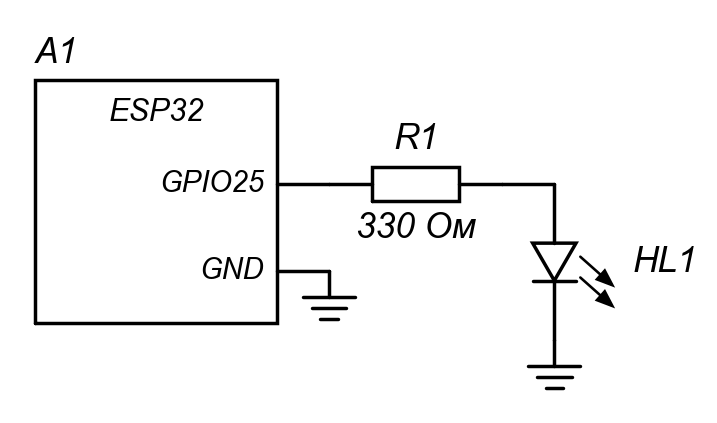 A1
ESP32
GPIO25
GND
R1
330 Ом
HL1